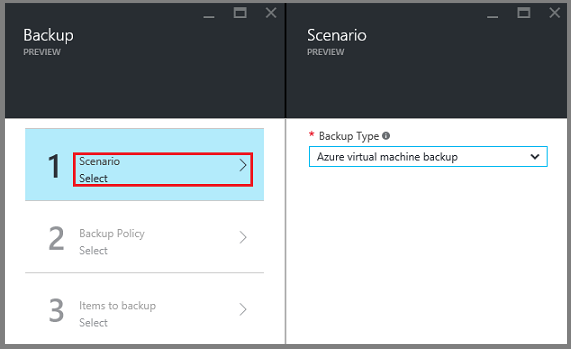 Backup
PREVIEW
1
Scenario
Select
2
Backup Policy
Select
3
Items to backup
Select
Scenario
PREVIEW
* Backup Type
Azure virtual machine backup